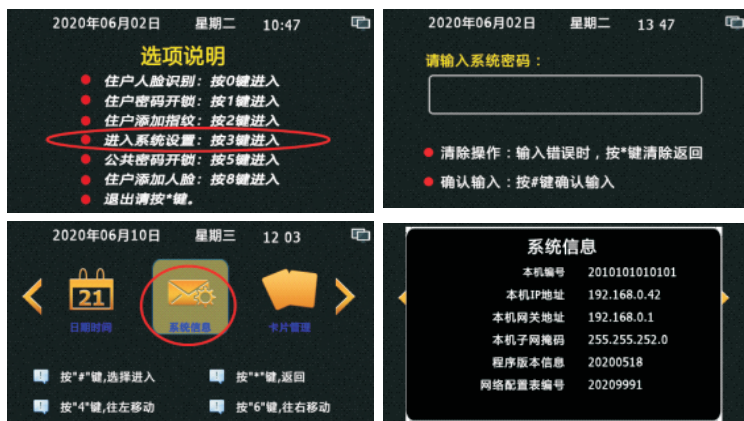 2020年06月02日 星期二 10:47
选项说明
住户人脸识别：按0键进入
住户密码开锁：按1键进入
住户添加指纹：按2键进入
进入系统设置：按3键进入
公共密码开锁：按5键进入
住户添加人脸：按8键进入
退出请按*键。
2020年06月02日 星期二 13 47
请输入系统密码：
清除操作：输入错误时，按*键清除返回
确认输入：按#键确认输入
2020年06月10日 星期三 12 03
21
日期时间 系统信息 卡片管理
按"#"键,选择进入 按"*"键,返回
按"4"键,往左移动 按"6"键,往右移动
系统信息
本机编号 2010101010101
本机IP地址 192.168.0.42
本机网关地址 192.168.0.1
本机子网掩码 255.255.252.0
程序版本信息 20200518
网络配置表编号 20209991